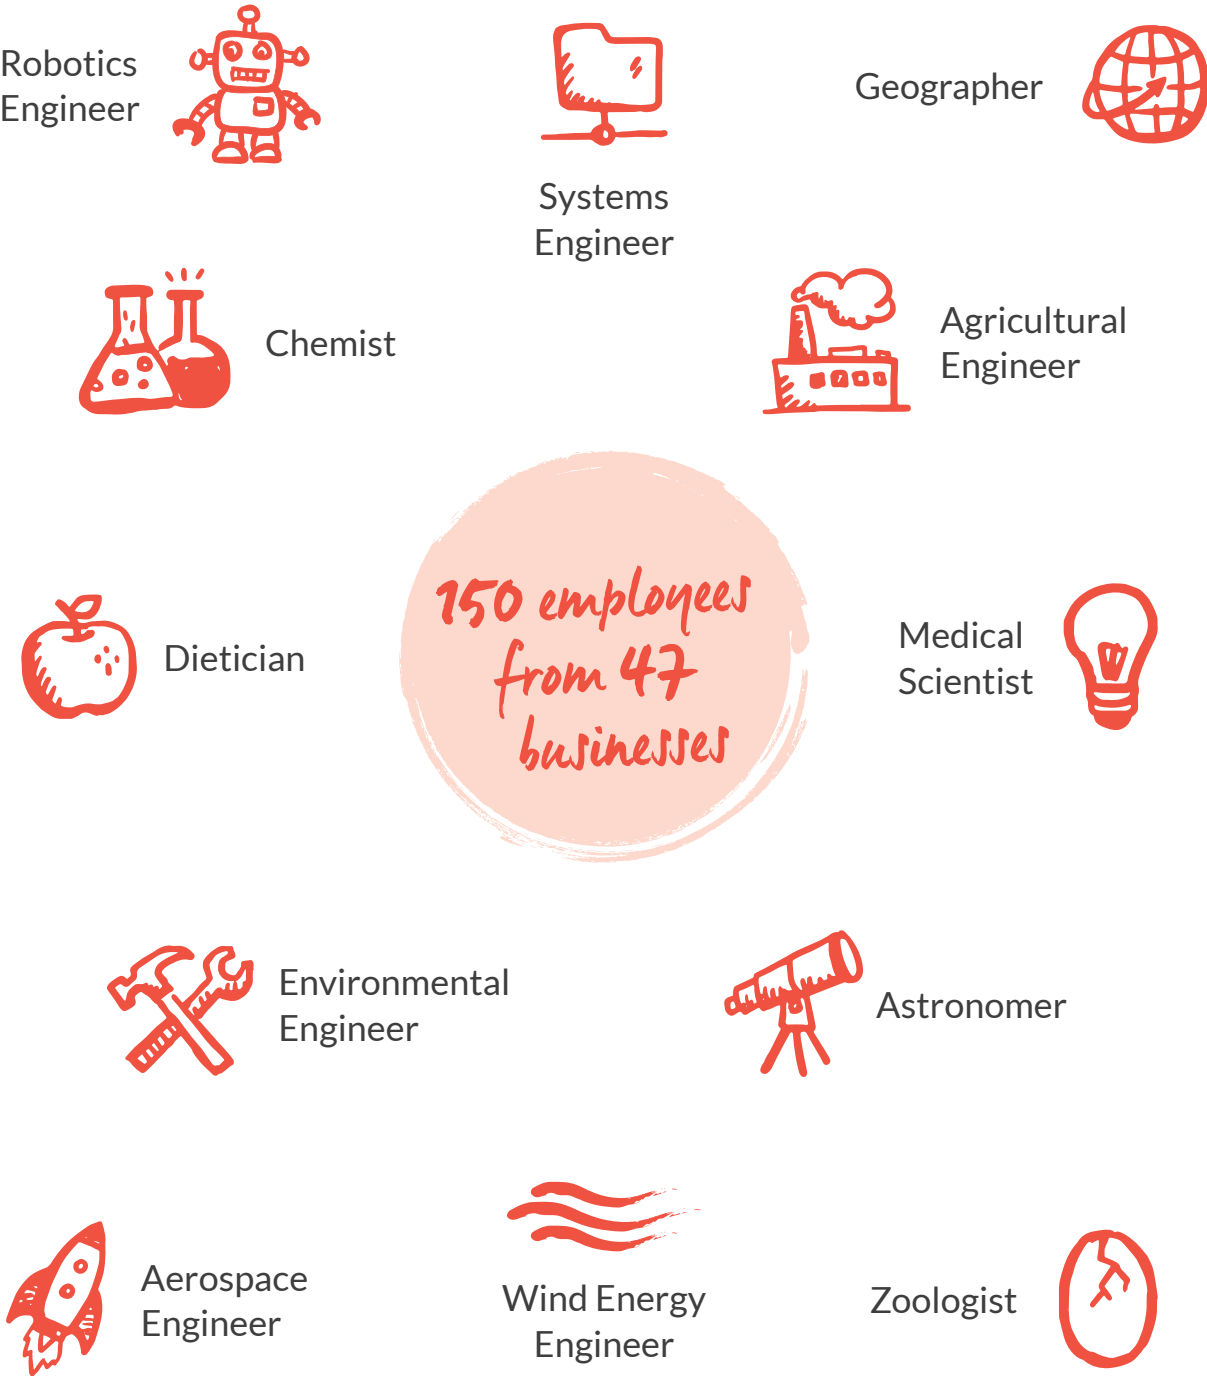 Robotics
Engineer
Geographer
Systems
Engineer
Chemist
Agricultural
Engineer
150 employees
from 47
businesses
Dietician
Medical
Scientist
Environmental
Engineer
Astronomer
Aerospace
Engineer
Wind Energy
Engineer
Zoologist